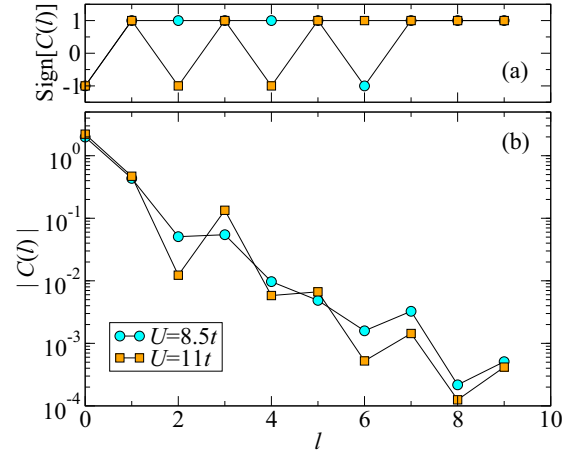 Sign[C(l)]
1
0
-1
(a)
| C(l) |
10^0
10^-1
10^-2
10^-3
10^-4
(b)
U=8.5t
U=11t
0 2 4 6 8 10
l